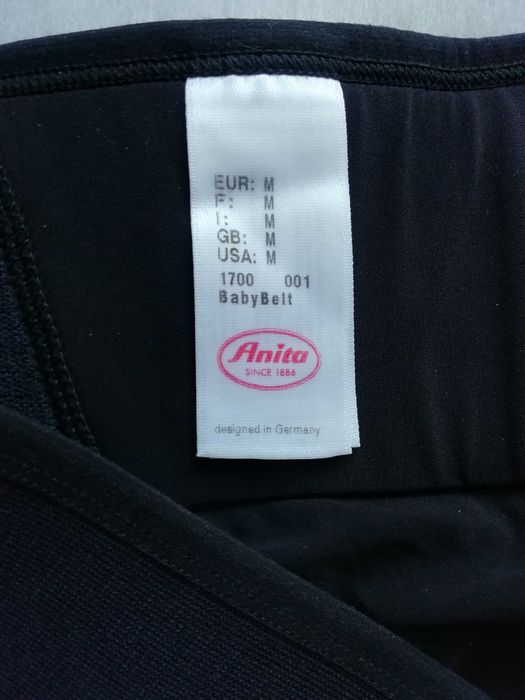 EUR: M
F: M
I: M
GB: M
USA: M
1700 001
BabyBelt
Anita
SINCE 1886
designed in Germany